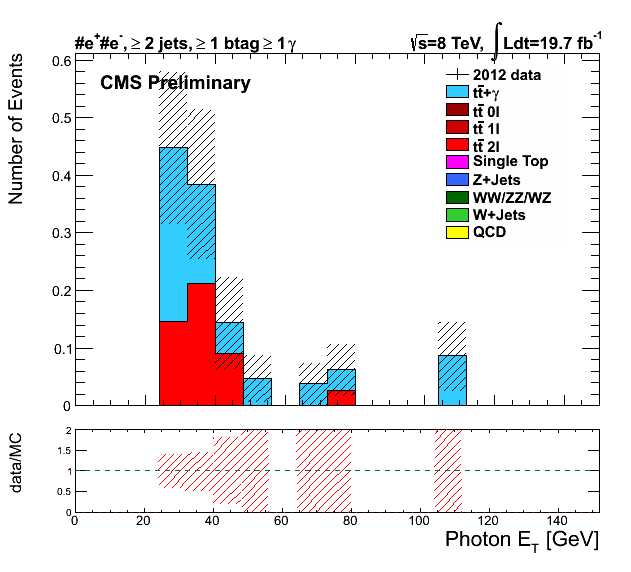 #e⁺#e⁻, ≥ 2 jets, ≥ 1 btag ≥ 1γ
√s=8 TeV, ∫Ldt=19.7 fb⁻¹
CMS Preliminary
Number of Events
0.6
0.5
0.4
0.3
0.2
0.1
0
2012 data
tt̄+γ
tt̄ 0l
tt̄ 1l
tt̄ 2l
Single Top
Z+Jets
WW/ZZ/WZ
W+Jets
QCD
data/MC
2
1.5
1
0.5
0
0 20 40 60 80 100 120 140
Photon E_T [GeV]